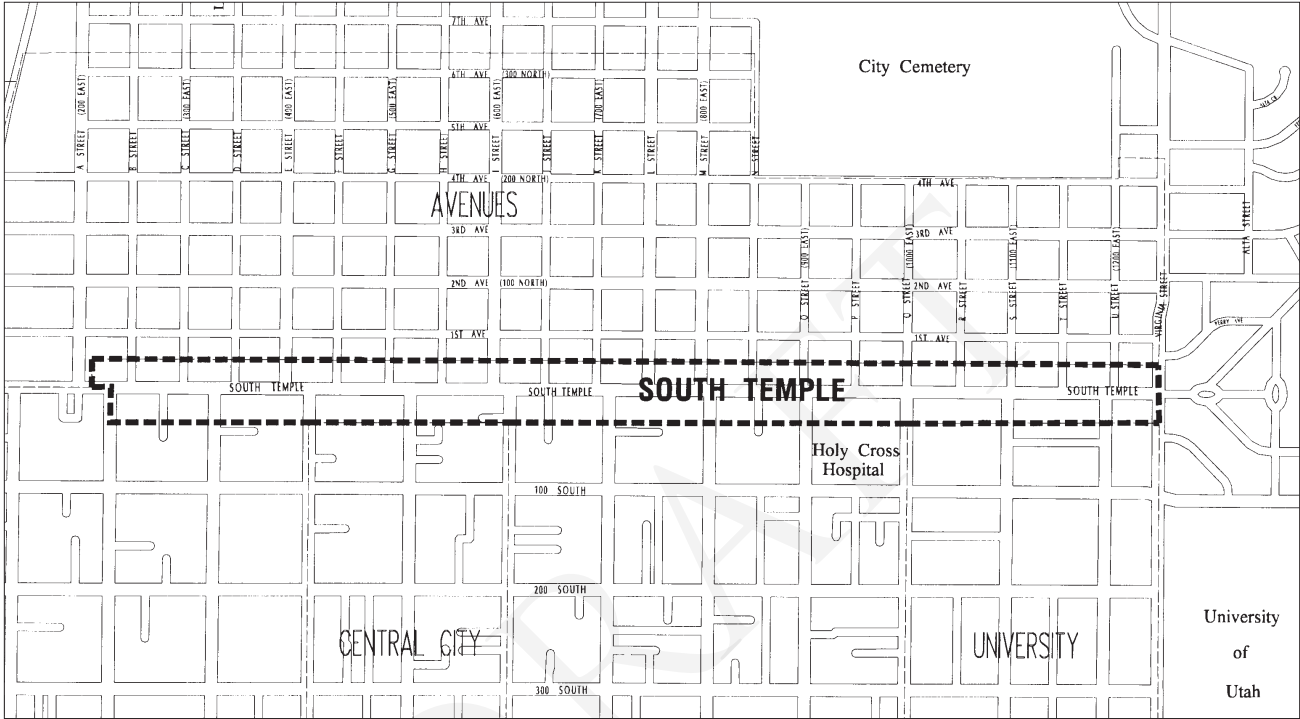 7TH AVE
6TH AVE (300 NORTH)
City Cemetery
A STREET (200 EAST)
B STREET
C STREET (300 EAST)
D STREET
E STREET (400 EAST)
STREET
G STREET (500 EAST)
H STREET
I STREET (600 EAST)
STREET
K STREET (700 EAST)
L STREET
M STREET (800 EAST)
STREET
5TH AVE
4TH AVE (200 NORTH)
4TH AVE
AVENUES
3RD AVE
3RD AVE
2ND AVE (100 NORTH)
2ND AVE
O STREET (900 EAST)
P STREET
Q STREET (1000 EAST)
R STREET
S STREET (1100 EAST)
T STREET
U STREET (1200 EAST)
VIRGINIA STREET
ALTA STREET
1ST AVE
1ST AVE
SOUTH TEMPLE
SOUTH TEMPLE
SOUTH TEMPLE
SOUTH TEMPLE
Holy Cross
Hospital
100 SOUTH
200 SOUTH
CENTRAL CITY
UNIVERSITY
University
of
Utah
300 SOUTH
DRAFT